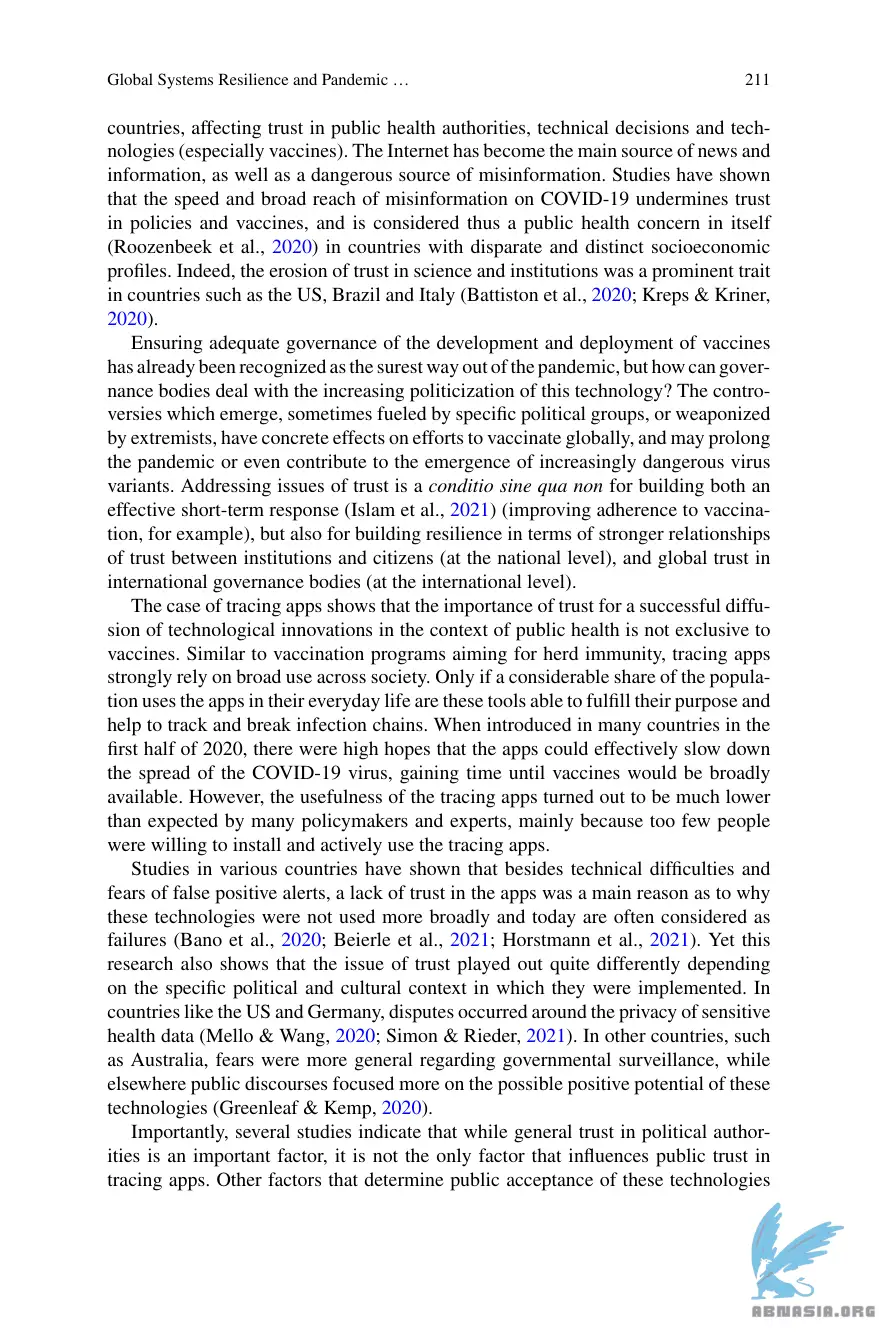 Global Systems Resilience and Pandemic … 211
countries, affecting trust in public health authorities, technical decisions and tech-
nologies (especially vaccines). The Internet has become the main source of news and
information, as well as a dangerous source of misinformation. Studies have shown
that the speed and broad reach of misinformation on COVID-19 undermines trust
in policies and vaccines, and is considered thus a public health concern in itself
(Roozenbeek et al., 2020) in countries with disparate and distinct socioeconomic
profiles. Indeed, the erosion of trust in science and institutions was a prominent trait
in countries such as the US, Brazil and Italy (Battiston et al., 2020; Kreps & Kriner,
2020).
Ensuring adequate governance of the development and deployment of vaccines
has already been recognized as the surest way out of the pandemic, but how can gover-
nance bodies deal with the increasing politicization of this technology? The contro-
versies which emerge, sometimes fueled by specific political groups, or weaponized
by extremists, have concrete effects on efforts to vaccinate globally, and may prolong
the pandemic or even contribute to the emergence of increasingly dangerous virus
variants. Addressing issues of trust is a conditio sine qua non for building both an
effective short-term response (Islam et al., 2021) (improving adherence to vaccina-
tion, for example), but also for building resilience in terms of stronger relationships
of trust between institutions and citizens (at the national level), and global trust in
international governance bodies (at the international level).
The case of tracing apps shows that the importance of trust for a successful diffu-
sion of technological innovations in the context of public health is not exclusive to
vaccines. Similar to vaccination programs aiming for herd immunity, tracing apps
strongly rely on broad use across society. Only if a considerable share of the popula-
tion uses the apps in their everyday life are these tools able to fulfill their purpose and
help to track and break infection chains. When introduced in many countries in the
first half of 2020, there were high hopes that the apps could effectively slow down
the spread of the COVID-19 virus, gaining time until vaccines would be broadly
available. However, the usefulness of the tracing apps turned out to be much lower
than expected by many policymakers and experts, mainly because too few people
were willing to install and actively use the tracing apps.
Studies in various countries have shown that besides technical difficulties and
fears of false positive alerts, a lack of trust in the apps was a main reason as to why
these technologies were not used more broadly and today are often considered as
failures (Bano et al., 2020; Beierle et al., 2021; Horstmann et al., 2021). Yet this
research also shows that the issue of trust played out quite differently depending
on the specific political and cultural context in which they were implemented. In
countries like the US and Germany, disputes occurred around the privacy of sensitive
health data (Mello & Wang, 2020; Simon & Rieder, 2021). In other countries, such
as Australia, fears were more general regarding governmental surveillance, while
elsewhere public discourses focused more on the possible positive potential of these
technologies (Greenleaf & Kemp, 2020).
Importantly, several studies indicate that while general trust in political author-
ities is an important factor, it is not the only factor that influences public trust in
tracing apps. Other factors that determine public acceptance of these technologies
ABNASIA.ORG